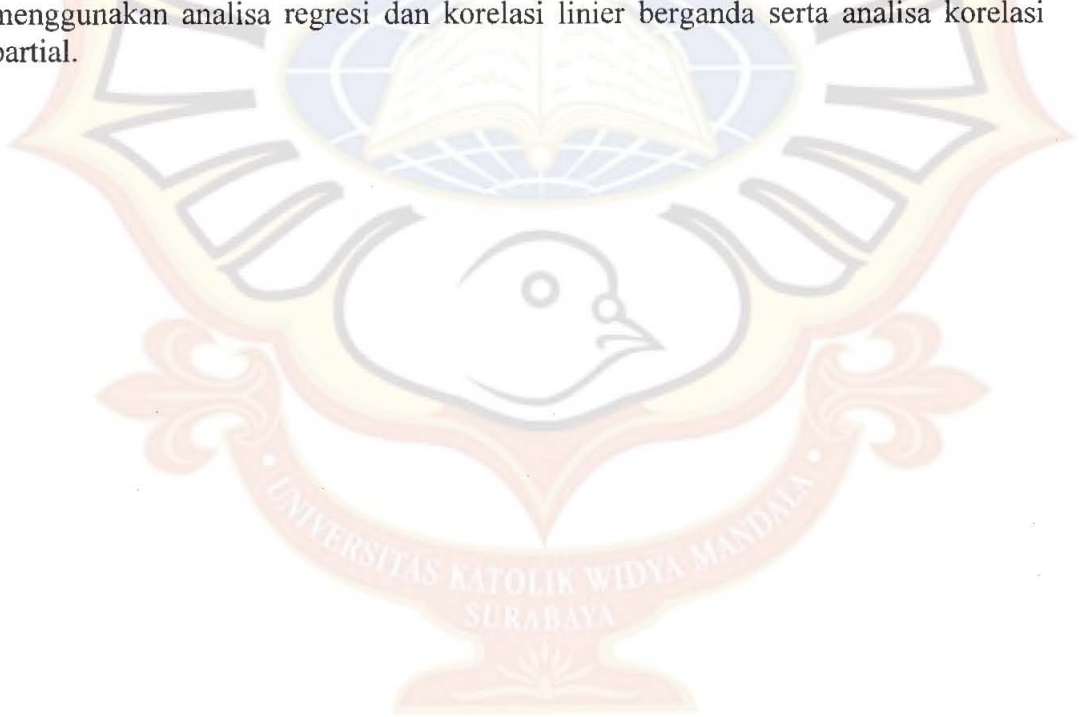 menggunakan analisa regresi dan korelasi linier berganda serta analisa korelasi
partial.
UNIVERSITAS KATOLIK WIDYA MANDALA
SURABAYA